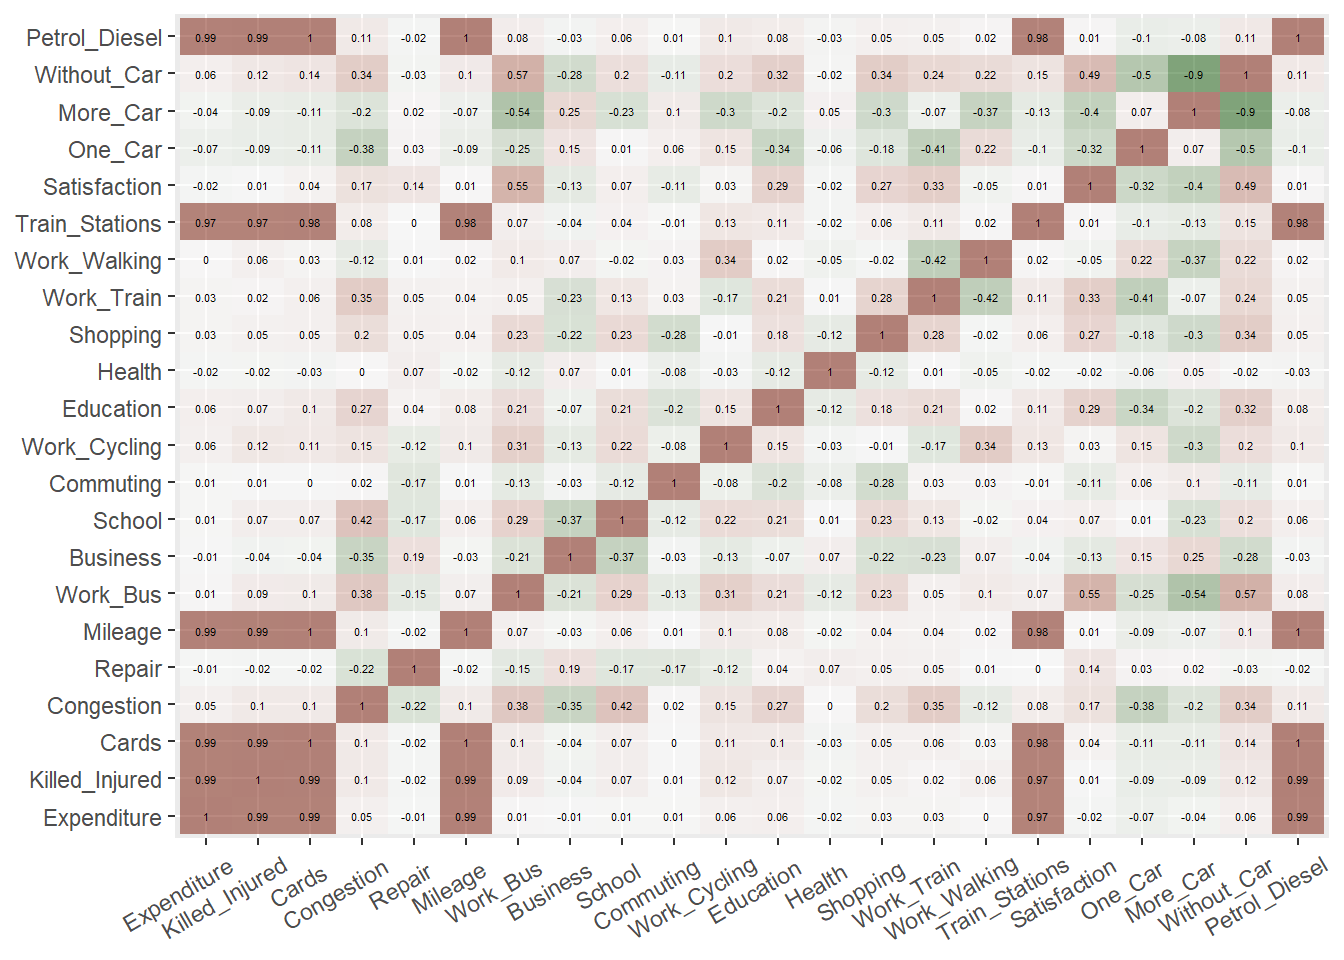 Petrol_Diesel 0.99 0.99 1 0.11 -0.02 1 0.08 -0.03 0.06 0.01 0.1 0.08 -0.03 0.05 0.05 0.02 0.98 0.01 -0.1 -0.08 0.11 1
Without_Car 0.06 0.12 0.14 0.34 -0.03 0.1 0.57 -0.28 0.2 -0.11 0.2 0.32 -0.02 0.34 0.24 0.22 0.15 0.49 -0.5 -0.9 1 0.11
More_Car -0.04 -0.09 -0.11 -0.2 0.02 -0.07 -0.54 0.25 -0.23 0.1 -0.3 -0.2 0.05 -0.3 -0.07 -0.37 -0.13 -0.4 0.07 1 -0.9 -0.08
One_Car -0.07 -0.09 -0.11 -0.38 0.03 -0.09 -0.25 0.15 0.01 0.06 0.15 -0.34 -0.06 -0.18 -0.41 0.22 -0.1 -0.32 1 0.07 -0.5 -0.1
Satisfaction -0.02 0.01 0.04 0.17 0.14 0.01 0.55 -0.13 0.07 -0.11 0.03 0.29 -0.02 0.27 0.33 -0.05 0.01 1 -0.32 -0.4 0.49 0.01
Train_Stations 0.97 0.97 0.98 0.08 0 0.98 0.07 -0.04 0.04 -0.01 0.13 0.11 -0.02 0.06 0.11 0.02 1 0.01 -0.1 -0.13 0.15 0.98
Work_Walking 0 0.06 0.03 -0.12 0.01 0.02 0.1 0.07 -0.02 0.03 0.34 0.02 -0.05 -0.02 -0.42 1 0.02 -0.05 0.22 -0.37 0.22 0.02
Work_Train 0.03 0.02 0.06 0.35 0.05 0.04 0.05 -0.23 0.13 0.03 -0.17 0.21 0.01 0.28 1 -0.42 0.11 0.33 -0.41 -0.07 0.24 0.05
Shopping 0.03 0.05 0.05 0.2 0.05 0.04 0.23 -0.22 0.23 -0.28 -0.01 0.18 -0.12 1 0.28 -0.02 0.06 0.27 -0.18 -0.3 0.34 0.05
Health -0.02 -0.02 -0.03 0 0.07 -0.02 -0.12 0.07 0.01 -0.08 -0.03 -0.12 1 -0.12 0.01 -0.05 -0.02 -0.02 -0.06 0.05 -0.02 -0.03
Education 0.06 0.07 0.1 0.27 0.04 0.08 0.21 -0.07 0.21 -0.2 0.15 1 -0.12 0.18 0.21 0.02 0.11 0.29 -0.34 -0.2 0.32 0.08
Work_Cycling 0.06 0.12 0.11 0.15 -0.12 0.1 0.31 -0.13 0.22 -0.08 1 0.15 -0.03 -0.01 -0.17 0.34 0.13 0.03 0.15 -0.3 0.2 0.1
Commuting 0.01 0.01 0 0.02 -0.17 0.01 -0.13 -0.03 -0.12 1 -0.08 -0.2 -0.08 -0.28 0.03 0.03 -0.01 -0.11 0.06 0.1 -0.11 0.01
School 0.01 0.07 0.07 0.42 -0.17 0.06 0.29 -0.37 1 -0.12 0.22 0.21 0.01 0.23 0.13 -0.02 0.04 0.07 0.01 -0.23 0.2 0.06
Business -0.01 -0.04 -0.04 -0.35 0.19 -0.03 -0.21 1 -0.37 -0.03 -0.13 -0.07 0.07 -0.22 -0.23 0.07 -0.04 -0.13 0.15 0.25 -0.28 -0.03
Work_Bus 0.01 0.09 0.1 0.38 -0.15 0.07 1 -0.21 0.29 -0.13 0.31 0.21 -0.12 0.23 0.05 0.1 0.07 0.55 -0.25 -0.54 0.57 0.08
Mileage 0.99 0.99 1 0.1 -0.02 1 0.07 -0.03 0.06 0.01 0.1 0.08 -0.02 0.04 0.04 0.02 0.98 0.01 -0.09 -0.07 0.1 1
Repair -0.01 -0.02 -0.02 -0.22 1 -0.02 -0.15 0.19 -0.17 -0.17 -0.12 0.04 0.07 0.05 0.05 0.01 0 0.14 0.03 0.02 -0.03 -0.02
Congestion 0.05 0.1 0.1 1 -0.22 0.1 0.38 -0.35 0.42 0.02 0.15 0.27 0 0.2 0.35 -0.12 0.08 0.17 -0.38 -0.2 0.34 0.11
Cards 0.99 0.99 1 0.1 -0.02 1 0.1 -0.04 0.07 0 0.11 0.1 -0.03 0.05 0.06 0.03 0.98 0.04 -0.11 -0.11 0.14 1
Killed_Injured 0.99 1 0.99 0.1 -0.02 0.99 0.09 -0.04 0.07 0.01 0.12 0.07 -0.02 0.05 0.02 0.06 0.97 0.01 -0.09 -0.09 0.12 0.99
Expenditure 1 0.99 0.99 0.05 -0.01 0.99 0.01 -0.01 0.01 0.01 0.06 0.06 -0.02 0.03 0.03 0 0.97 -0.02 -0.07 -0.04 0.06 0.99
Expenditure Killed_Injured Cards Congestion Repair Mileage Work_Bus Business School Commuting Work_Cycling Education Health Shopping Work_Train Work_Walking Train_Stations Satisfaction One_Car More_Car Without_Car Petrol_Diesel